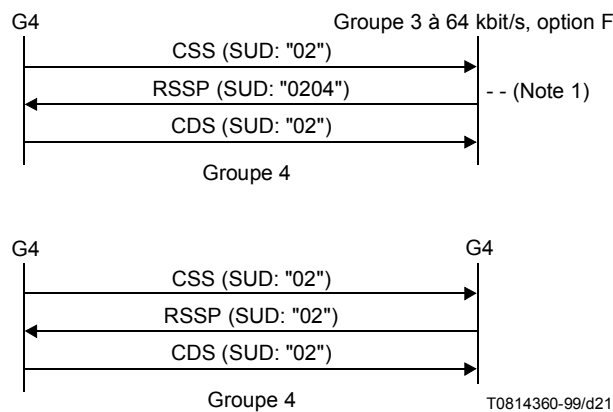 G4 Groupe 3 à 64 kbit/s, option F
CSS (SUD: "02")
RSSP (SUD: "0204") - - (Note 1)
CDS (SUD: "02")
Groupe 4
G4 G4
CSS (SUD: "02")
RSSP (SUD: "02")
CDS (SUD: "02")
Groupe 4 T0814360-99/d21